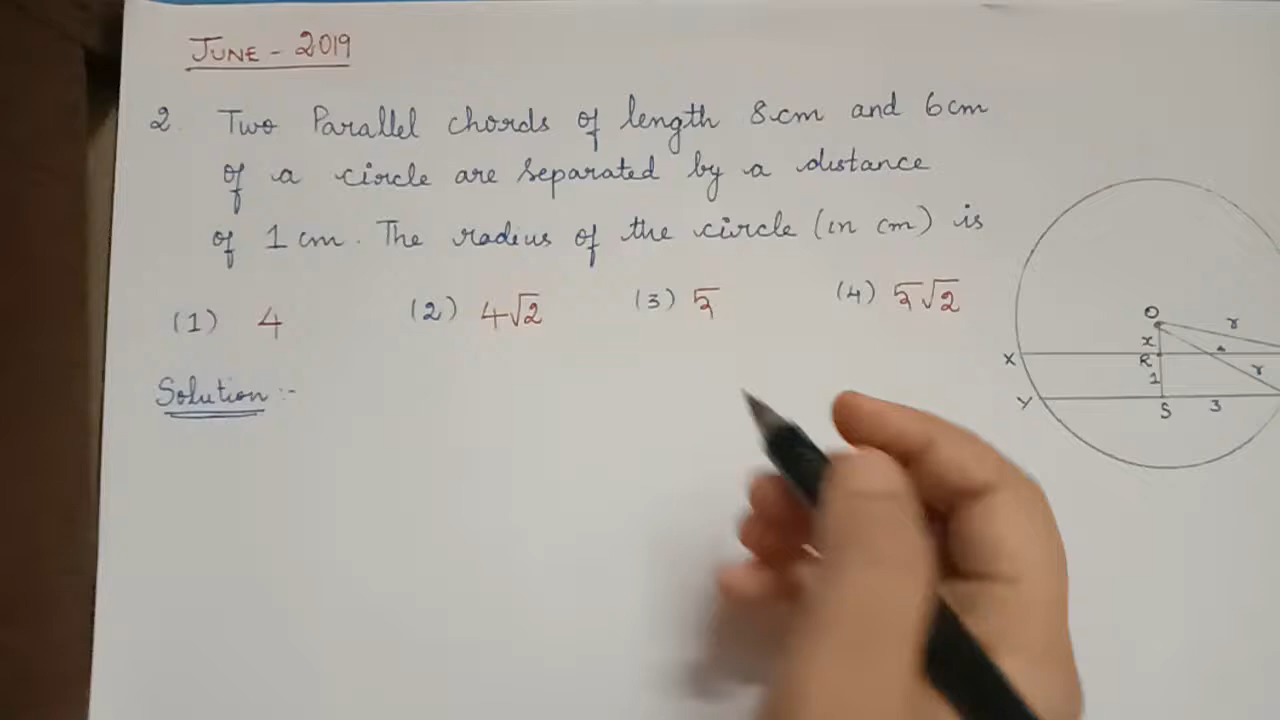 JUNE - 2019
2. Two Parallel chords of length 8cm and 6cm
of a circle are separated by a distance
of 1 cm. The radius of the circle (in cm) is
(1) 4 (2) 4√2 (3) 5 (4) 5√2
Solution :-
O
r
x
X
R
r
1
Y
S
3